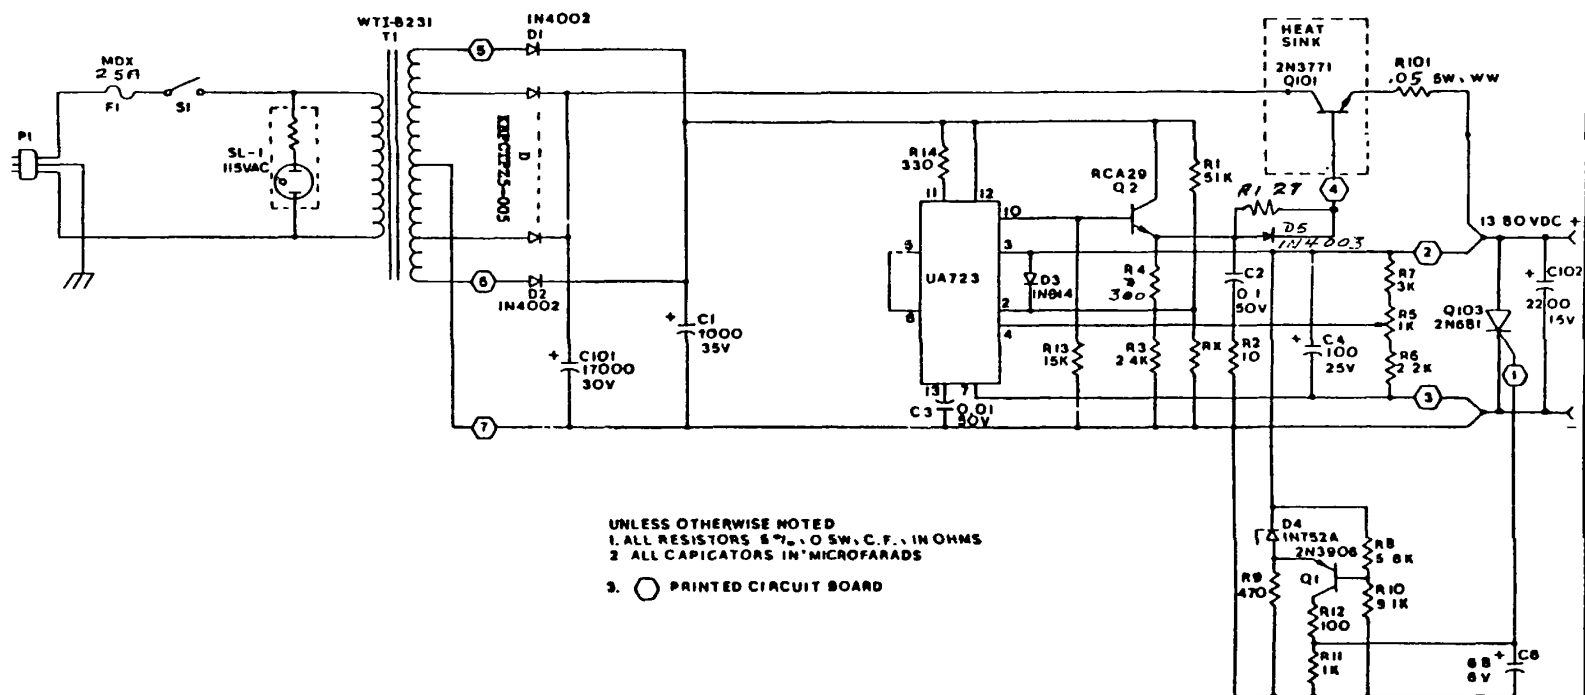 WTI-8231
T1
1N4002
D1
5
MDX
2 5A
F1
S1
P1
SL-1
115VAC
D
6
D2
1N4002
+ C1
35V
+ C101
17000
30V
7
HEAT
SINK
2N3771
Q101
R101
.05 5W, WW
4
R14
330
11
12
RCA29
Q2
R1
51K
R1 27
D5
1N4003
13 80VDC +
2
10
3
5
UA723
6
2
4
13
7
D3
1N814
R4
300
C2
0 1
50V
R7
3K
R5
1K
R6
2 2K
+ C102
2200
15V
Q103
2N681
1
R13
15K
R3
2 4K
RX
R2
10
+ C4
100
25V
C3
0.01
50V
3
-
UNLESS OTHERWISE NOTED
1. ALL RESISTORS 5%, 0 5W, C.F., IN OHMS
2 ALL CAPICATORS IN MICROFARADS
3. PRINTED CIRCUIT BOARD
D4
1N752A
2N3906
Q1
R8
5 6K
R9
470
R10
9 1K
R12
100
R11
1K
+ C6
68
6V